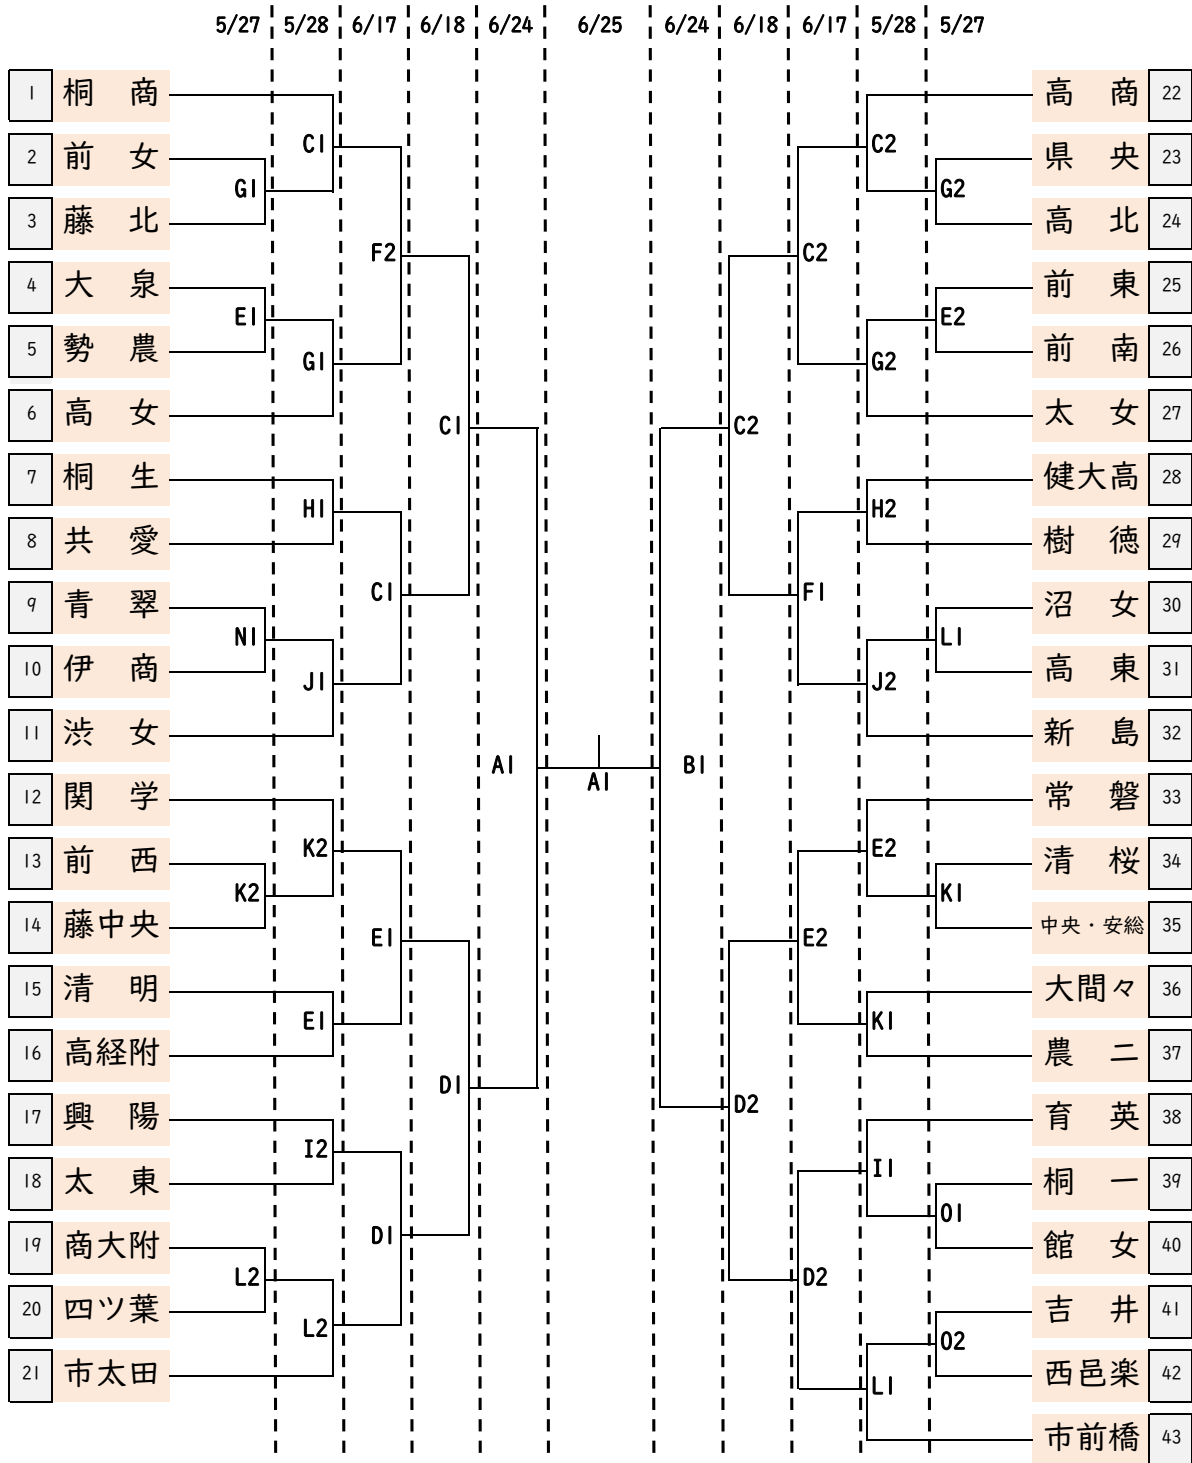 5/27 5/28 6/17 6/18 6/24 6/25 6/24 6/18 6/17 5/28 5/27
1 桐商 高商 22
C1 C2
2 前女 県央 23
G1 G2
3 藤北 高北 24
F2 C2
4 大泉 前東 25
E1 E2
5 勢農 前南 26
G1 G2
6 高女 太女 27
C1 C2
7 桐生 健大高 28
H1 H2
8 共愛 樹徳 29
C1 F1
9 青翠 沼女 30
N1 L1
10 伊商 高東 31
J1 J2
11 渋女 新島 32
A1 B1
A1
12 関学 常磐 33
K2 E2
13 前西 清桜 34
K2 K1
14 藤中央 中央・安総 35
E1 E2
15 清明 大間々 36
E1 K1
16 高経附 農二 37
D1 D2
17 興陽 育英 38
I2 I1
18 太東 桐一 39
D1 O1
19 商大附 館女 40
L2 D2
20 四ツ葉 吉井 41
L2 O2
21 市太田 西邑楽 42
L1
市前橋 43